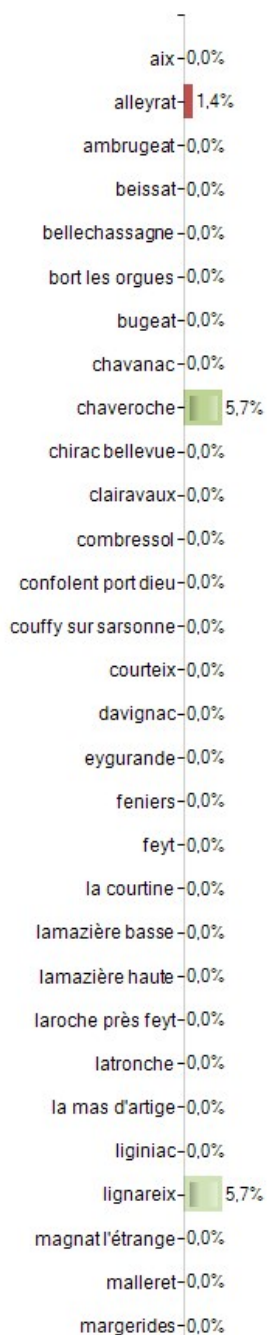 aix 0,0%
alleyrat 1,4%
ambrugeat 0,0%
beissat 0,0%
bellechassagne 0,0%
bort les orgues 0,0%
bugeat 0,0%
chavanac 0,0%
chaveroche 5,7%
chirac bellevue 0,0%
clairavaux 0,0%
combressol 0,0%
confolent port dieu 0,0%
couffy sur sarsonne 0,0%
courteix 0,0%
davignac 0,0%
eygurande 0,0%
feniers 0,0%
feyt 0,0%
la courtine 0,0%
lamazière basse 0,0%
lamazière haute 0,0%
laroche près feyt 0,0%
latronche 0,0%
la mas d'artige 0,0%
liginiac 0,0%
lignareix 5,7%
magnat l'étrange 0,0%
malleret 0,0%
margerides 0,0%